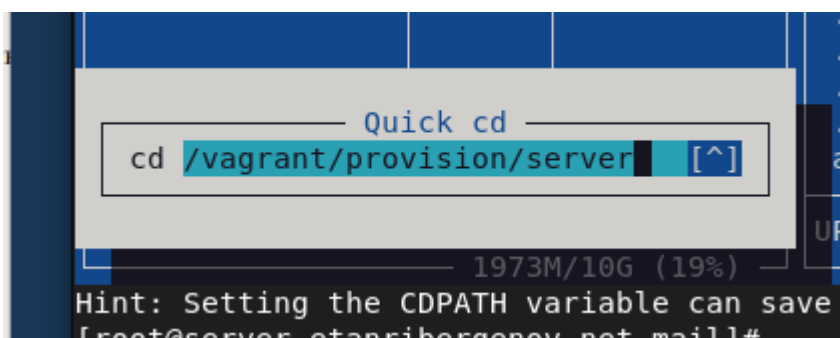 Quick cd
cd /vagrant/provision/server [^]
1973M/10G (19%)
Hint: Setting the CDPATH variable can save